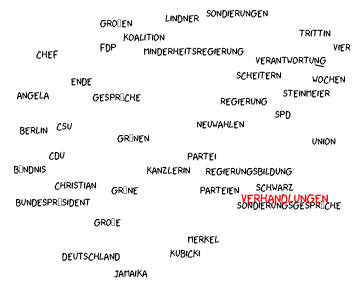 SONDIERUNGEN
LINDNER
GRO▯EN
TRITTIN
KOALITION
FDP
MINDERHEITSREGIERUNG
VIER
CHEF
VERANTWORTUNG
SCHEITERN
WOCHEN
ENDE
ANGELA
GESPR▯CHE
STEINMEIER
REGIERUNG
SPD
NEUWAHLEN
CSU
BERLIN
GR▯NEN
UNION
CDU
PARTEI
B▯NDNIS
KANZLERIN
REGIERUNGSBILDUNG
CHRISTIAN
GR▯NE
PARTEIEN
SCHWARZ
VERHANDLUNGEN
BUNDESPR▯SIDENT
SONDIERUNGSGESPR▯CHE
GRO▯E
MERKEL
KUBICKI
DEUTSCHLAND
JAMAIKA